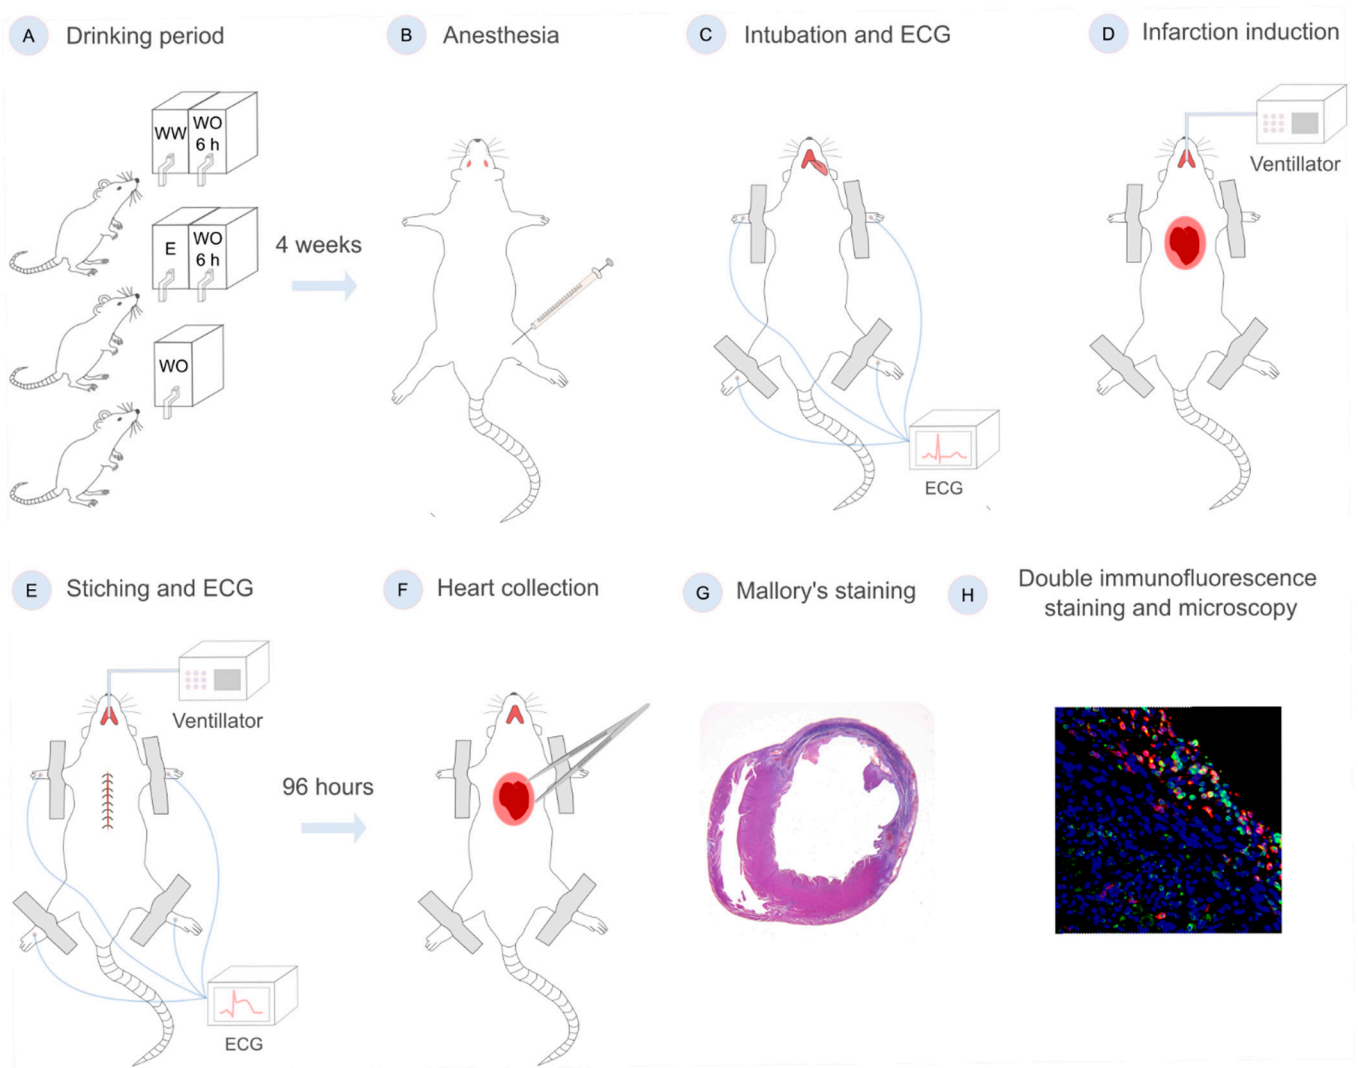 A Drinking period
B Anesthesia
C Intubation and ECG
D Infarction induction
WW
WO
6 h
E
WO
6 h
WO
4 weeks
ECG
Ventillator
E Stiching and ECG
F Heart collection
G Mallory's staining
H Double immunofluorescence
staining and microscopy
Ventillator
ECG
96 hours